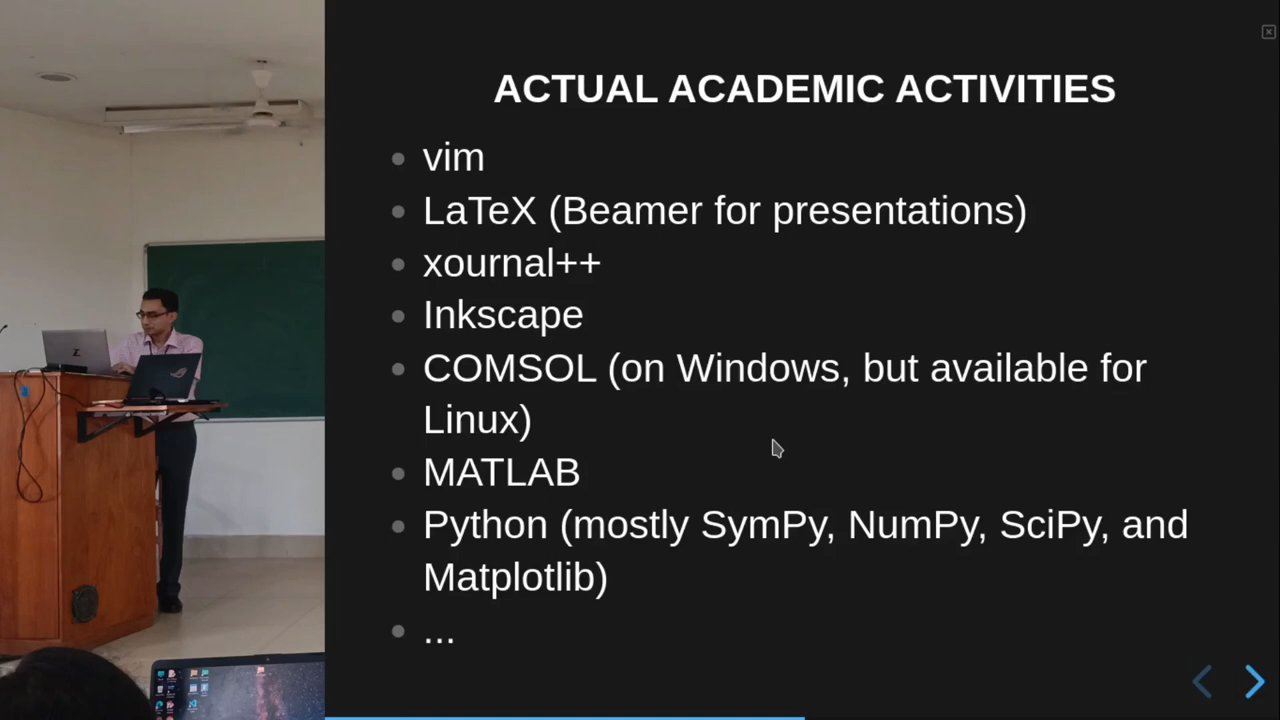 ACTUAL ACADEMIC ACTIVITIES
vim
LaTeX (Beamer for presentations)
xournal++
Inkscape
COMSOL (on Windows, but available for
Linux)
MATLAB
Python (mostly SymPy, NumPy, SciPy, and
Matplotlib)
...